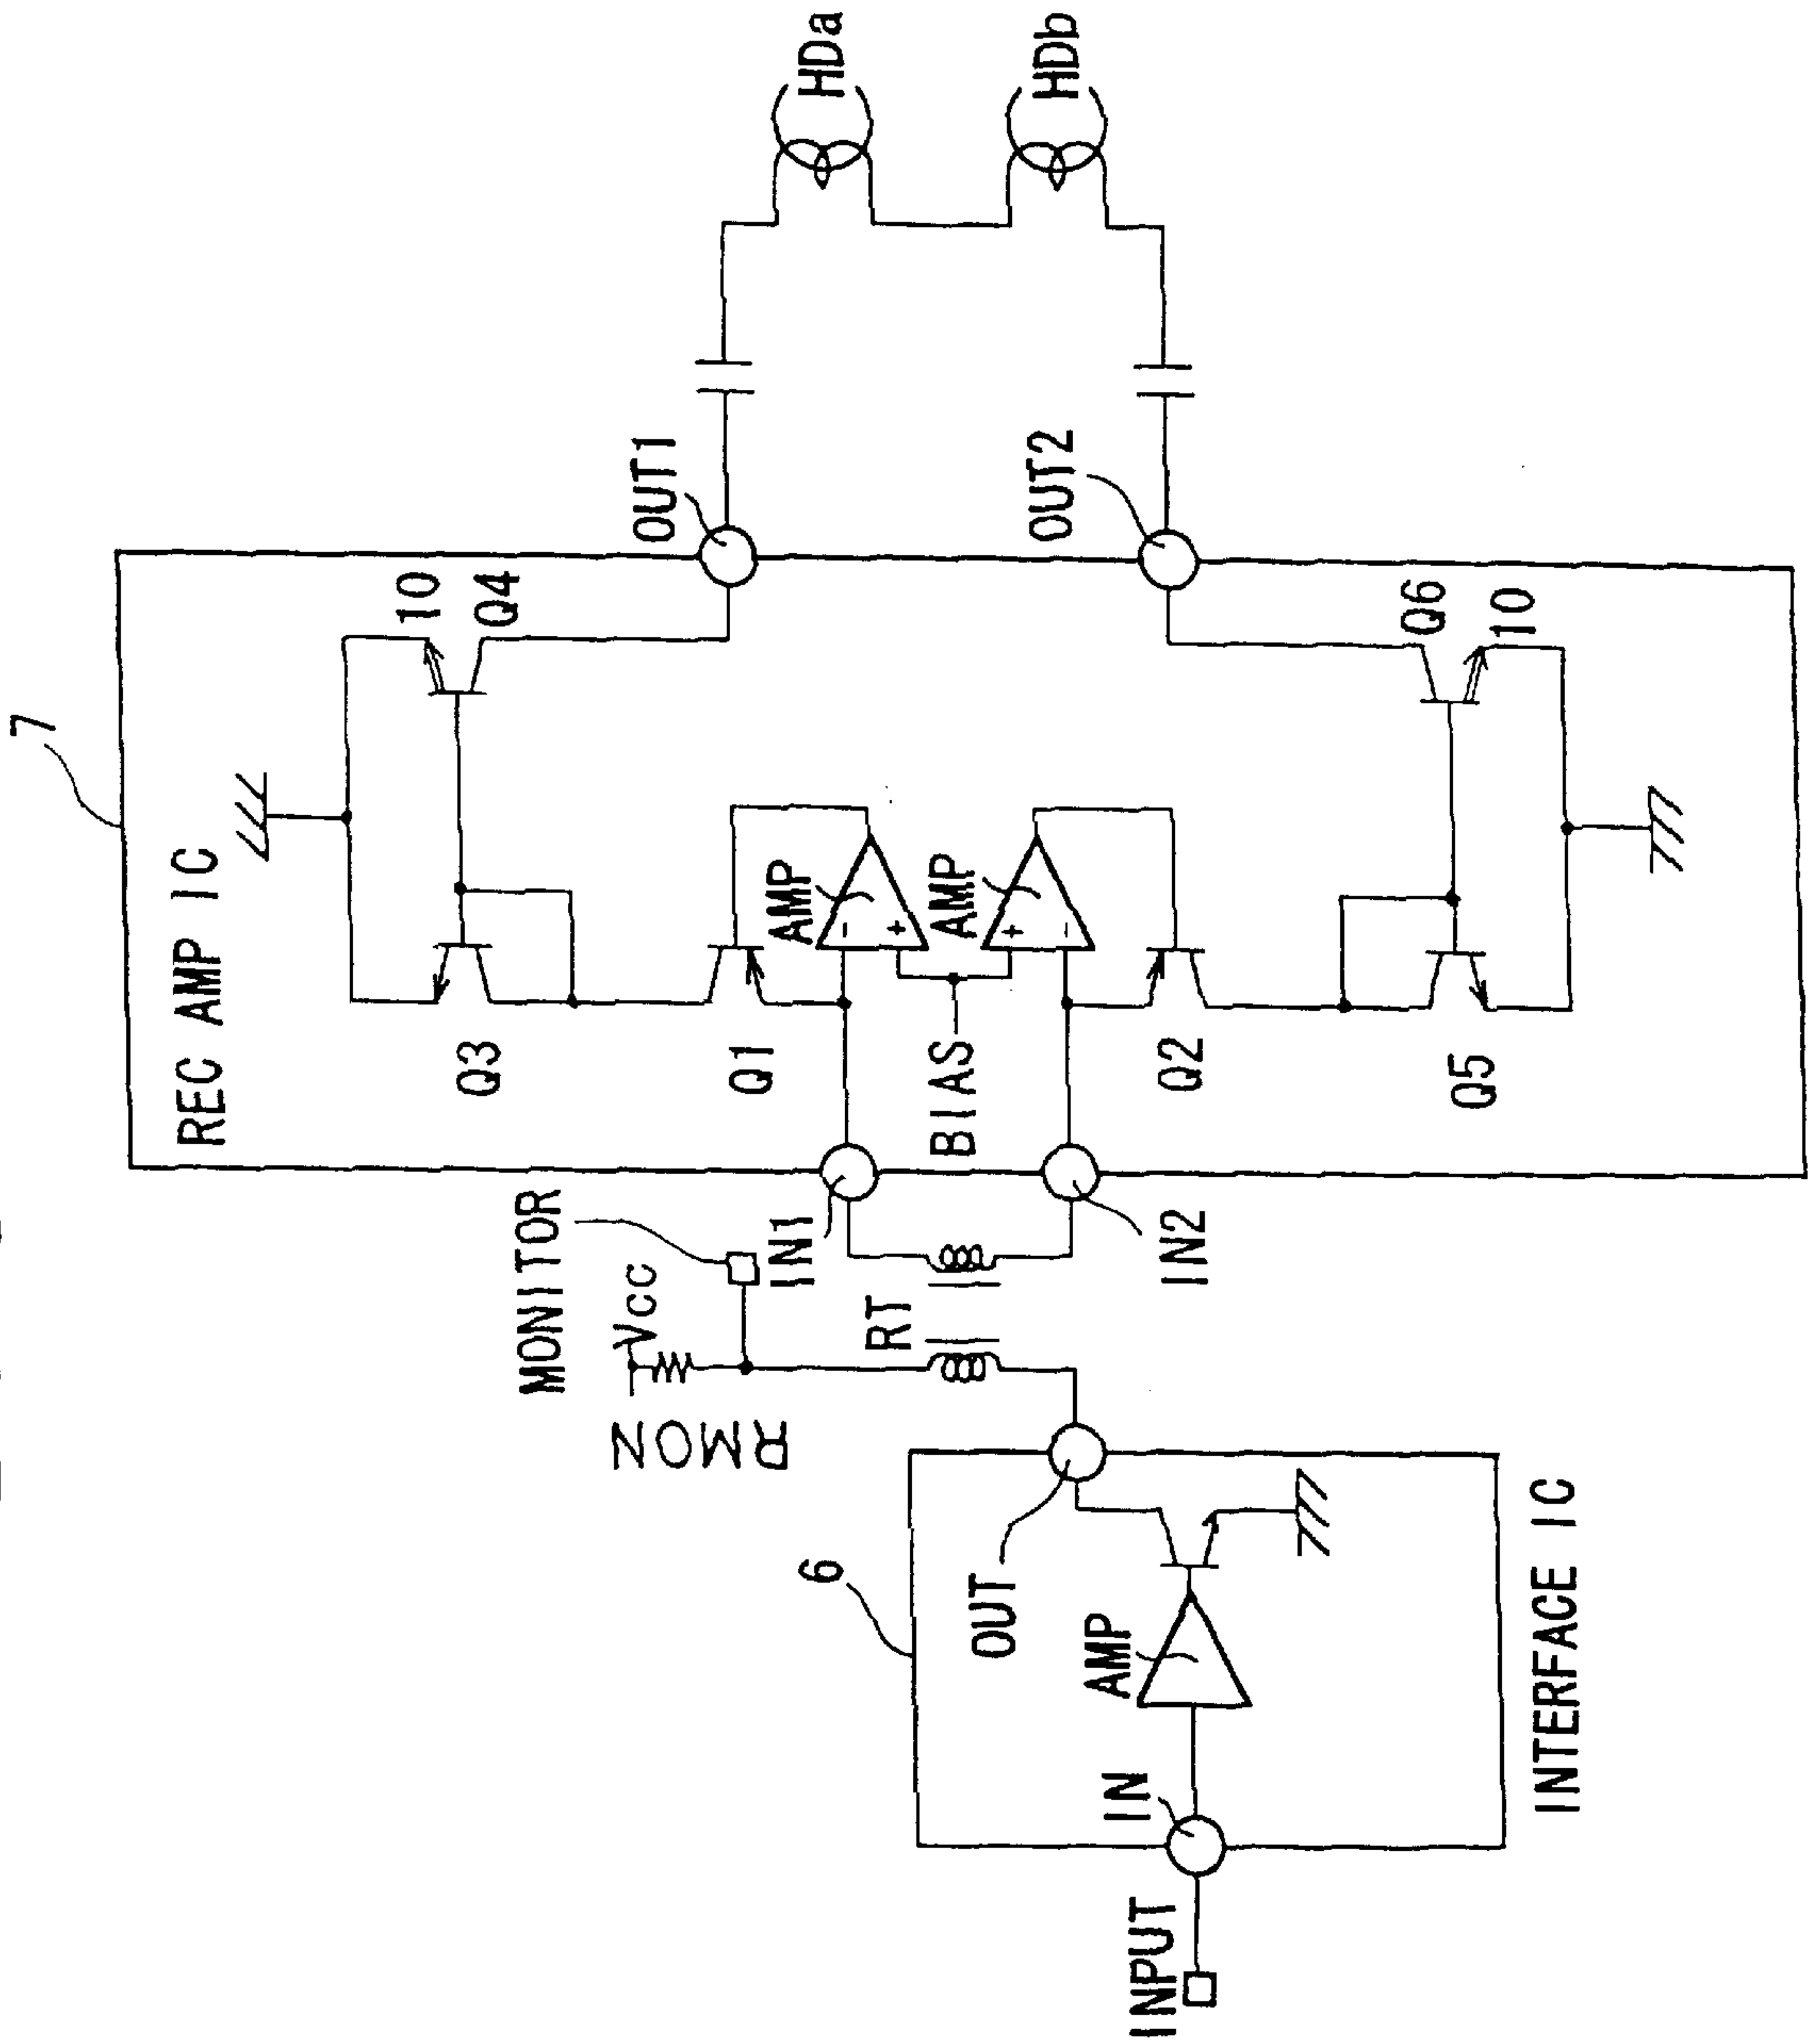 7
REC AMP IC
10
Q4
Q3
OUT1
MONITOR
Vcc
RMON
Q1
AMP
-
+
HDa
IN1
RT
6
BIAS
AMP
+
-
OUT
OUT2
HDb
AMP
IN
INPUT
IN2
Q2
Q6
10
Q5
INTERFACE IC